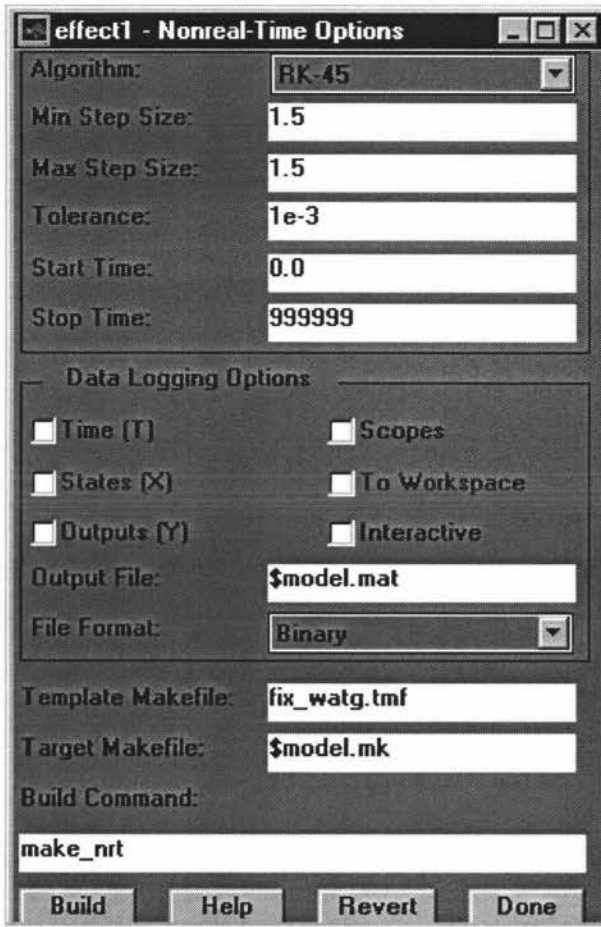 effect1 - Nonreal-Time Options
Algorithm: RK-45
Min Step Size: 1.5
Max Step Size: 1.5
Tolerance: 1e-3
Start Time: 0.0
Stop Time: 999999
Data Logging Options
Time (T) Scopes
States (X) To Workspace
Outputs (Y) Interactive
Output File: $model.mat
File Format: Binary
Template Makefile: fix_watg.tmf
Target Makefile: $model.mk
Build Command:
make_nrt
Build Help Revert Done